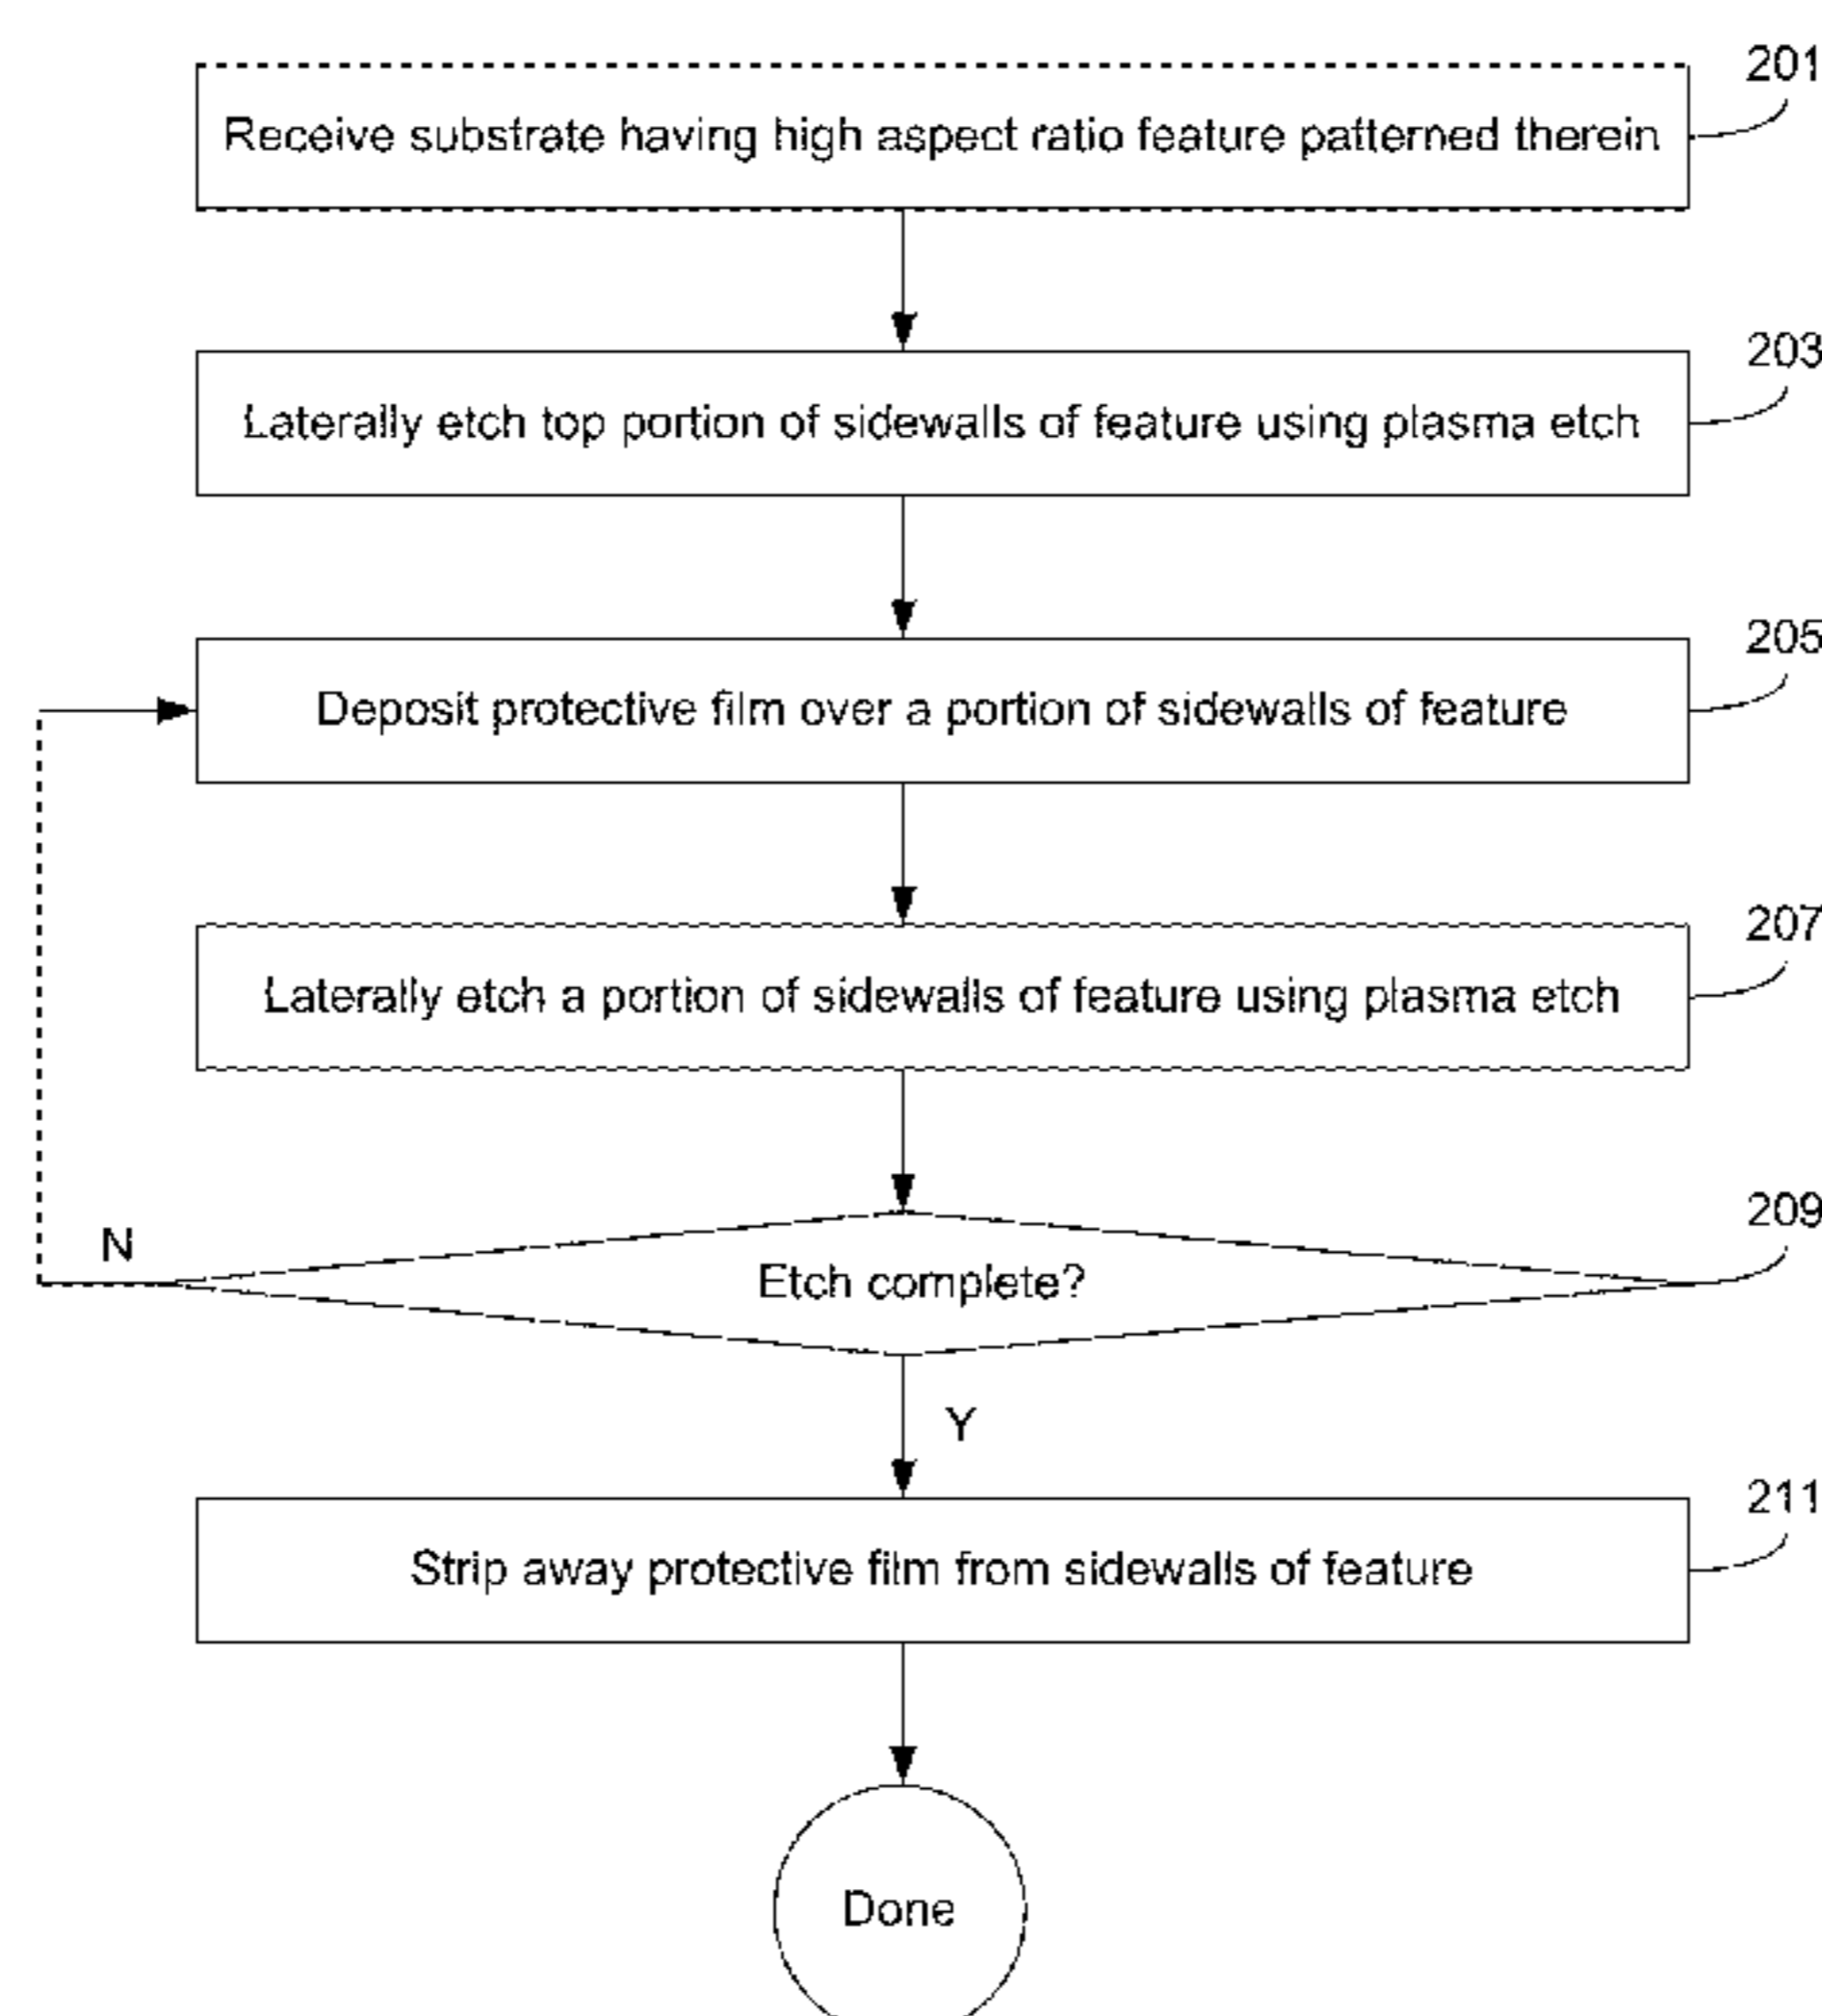 201
Receive substrate having high aspect ratio feature patterned therein
203
Laterally etch top portion of sidewalls of feature using plasma etch
205
Deposit protective film over a portion of sidewalls of feature
207
Laterally etch a portion of sidewalls of feature using plasma etch
209
N
Etch complete?
Y
211
Strip away protective film from sidewalls of feature
Done